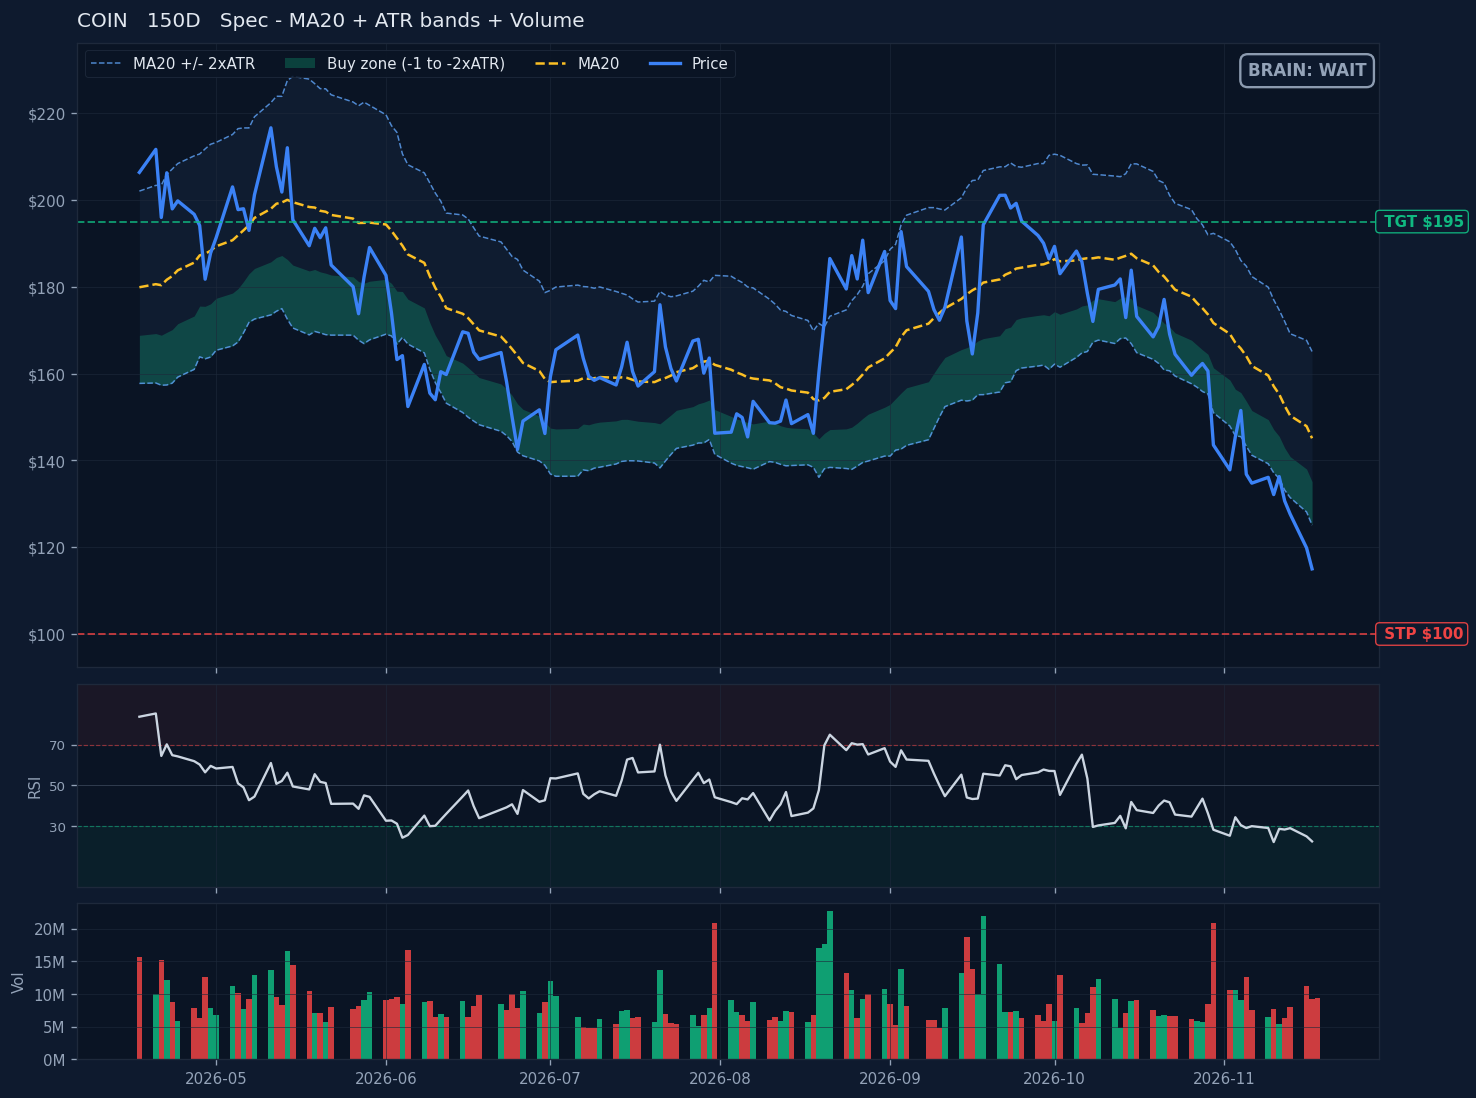 COIN   150D   Spec - MA20 + ATR bands + Volume
MA20 +/- 2xATR
Buy zone (-1 to -2xATR)
MA20
Price
BRAIN: WAIT
$220
$200
$180
$160
$140
$120
$100
TGT $195
STP $100
RSI
70
50
30
Vol
20M
15M
10M
5M
0M
2026-05
2026-06
2026-07
2026-08
2026-09
2026-10
2026-11